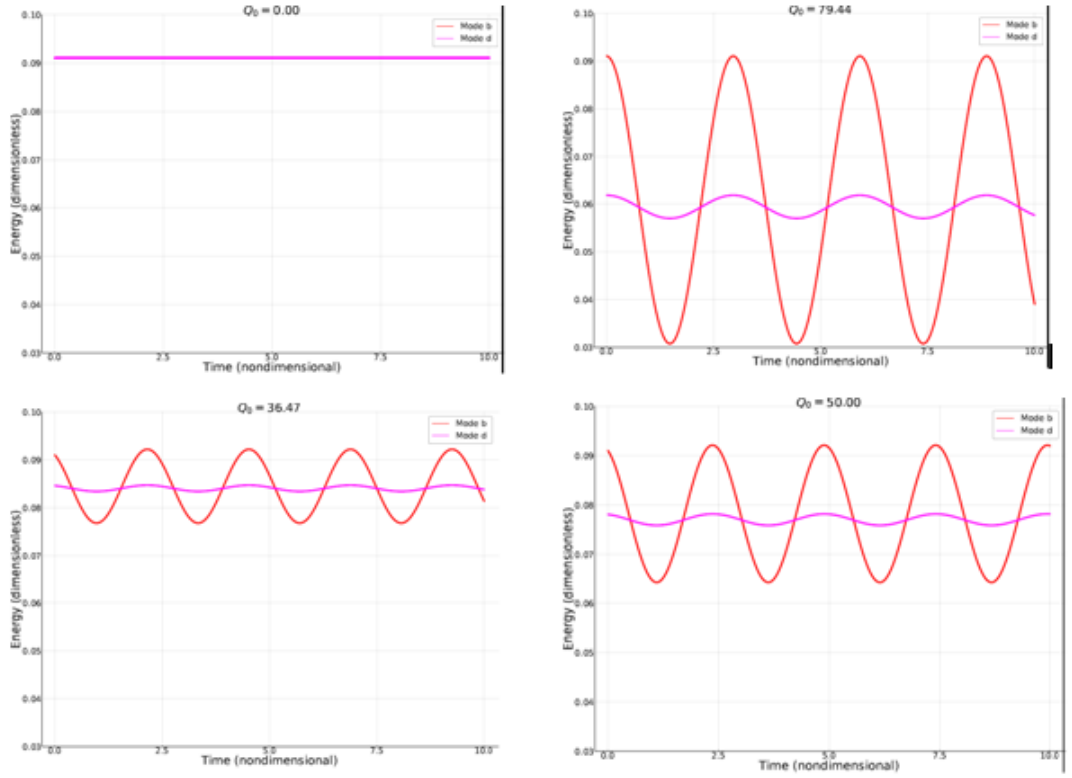 Q₀ = 0.00
Mode b
Mode d
Energy (dimensionless)
0.10
0.09
0.08
0.07
0.06
0.05
0.04
0.03
0.0 2.5 5.0 7.5 10.0
Time (nondimensional)
Q₀ = 79.44
Mode b
Mode d
Energy (dimensionless)
0.10
0.09
0.08
0.07
0.06
0.05
0.04
0.03
0.0 2.5 5.0 7.5 10.0
Time (nondimensional)
Q₀ = 36.47
Mode b
Mode d
Energy (dimensionless)
0.10
0.09
0.08
0.07
0.06
0.05
0.04
0.03
0.0 2.5 5.0 7.5 10.0
Time (nondimensional)
Q₀ = 50.00
Mode b
Mode d
Energy (dimensionless)
0.10
0.09
0.08
0.07
0.06
0.05
0.04
0.03
0.0 2.5 5.0 7.5 10.0
Time (nondimensional)